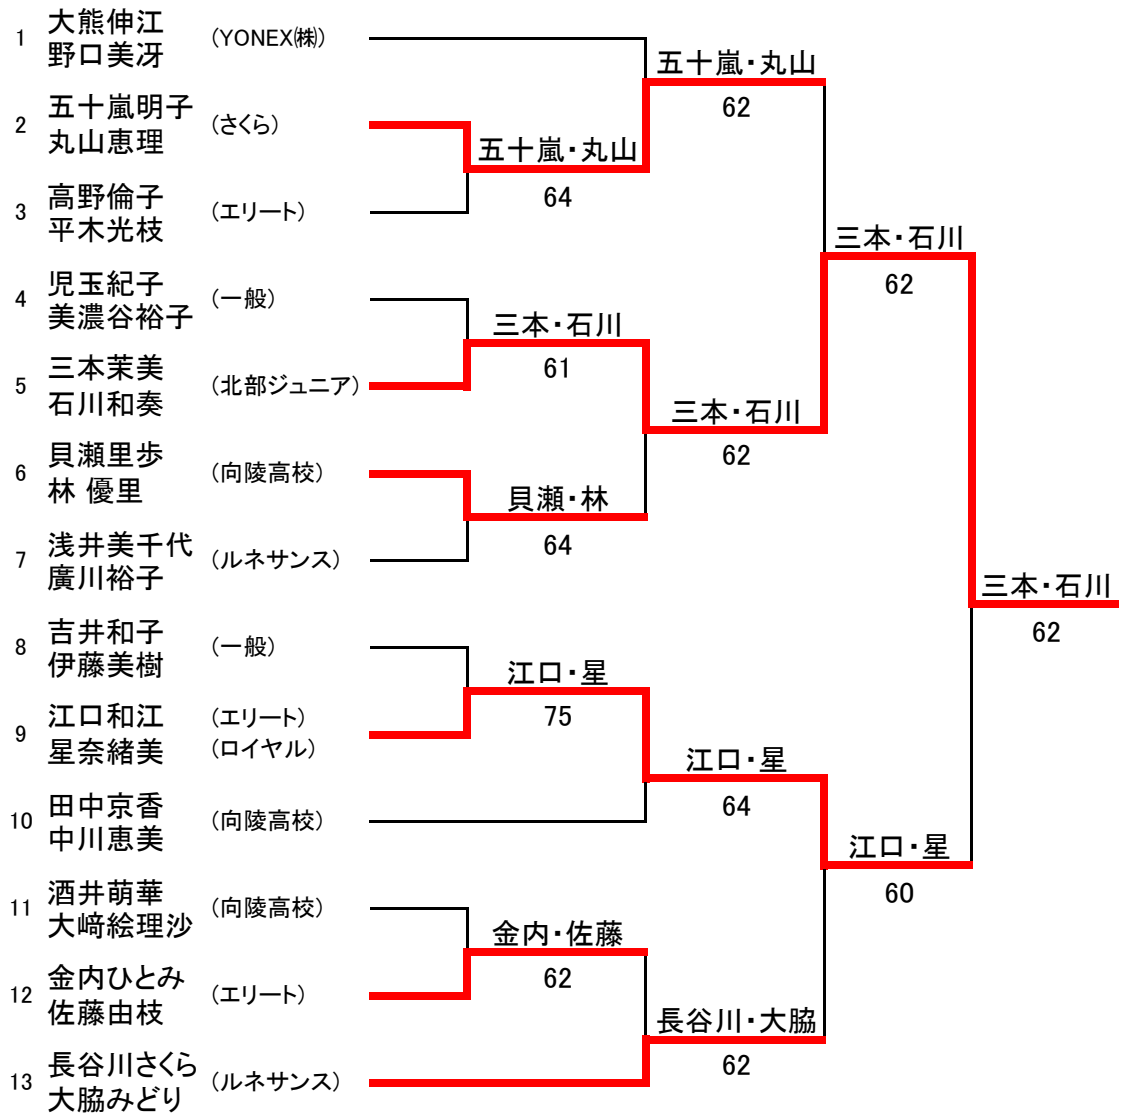 1 大熊伸江 (YONEX㈱)
野口美冴
五十嵐・丸山
62
2 五十嵐明子 (さくら)
丸山恵理
五十嵐・丸山
64
3 高野倫子 (エリート)
平木光枝
三本・石川
62
4 児玉紀子 (一般)
美濃谷裕子
三本・石川
61
5 三本茉美 (北部ジュニア)
石川和奏
三本・石川
62
6 貝瀬里歩 (向陵高校)
林 優里
貝瀬・林
64
7 浅井美千代 (ルネサンス)
廣川裕子
三本・石川
62
8 吉井和子 (一般)
伊藤美樹
江口・星
75
9 江口和江 (エリート)
星奈緒美 (ロイヤル)
江口・星
64
10 田中京香 (向陵高校)
中川恵美
江口・星
60
11 酒井萌華 (向陵高校)
大﨑絵理沙
金内・佐藤
62
12 金内ひとみ (エリート)
佐藤由枝
長谷川・大脇
62
13 長谷川さくら (ルネサンス)
大脇みどり